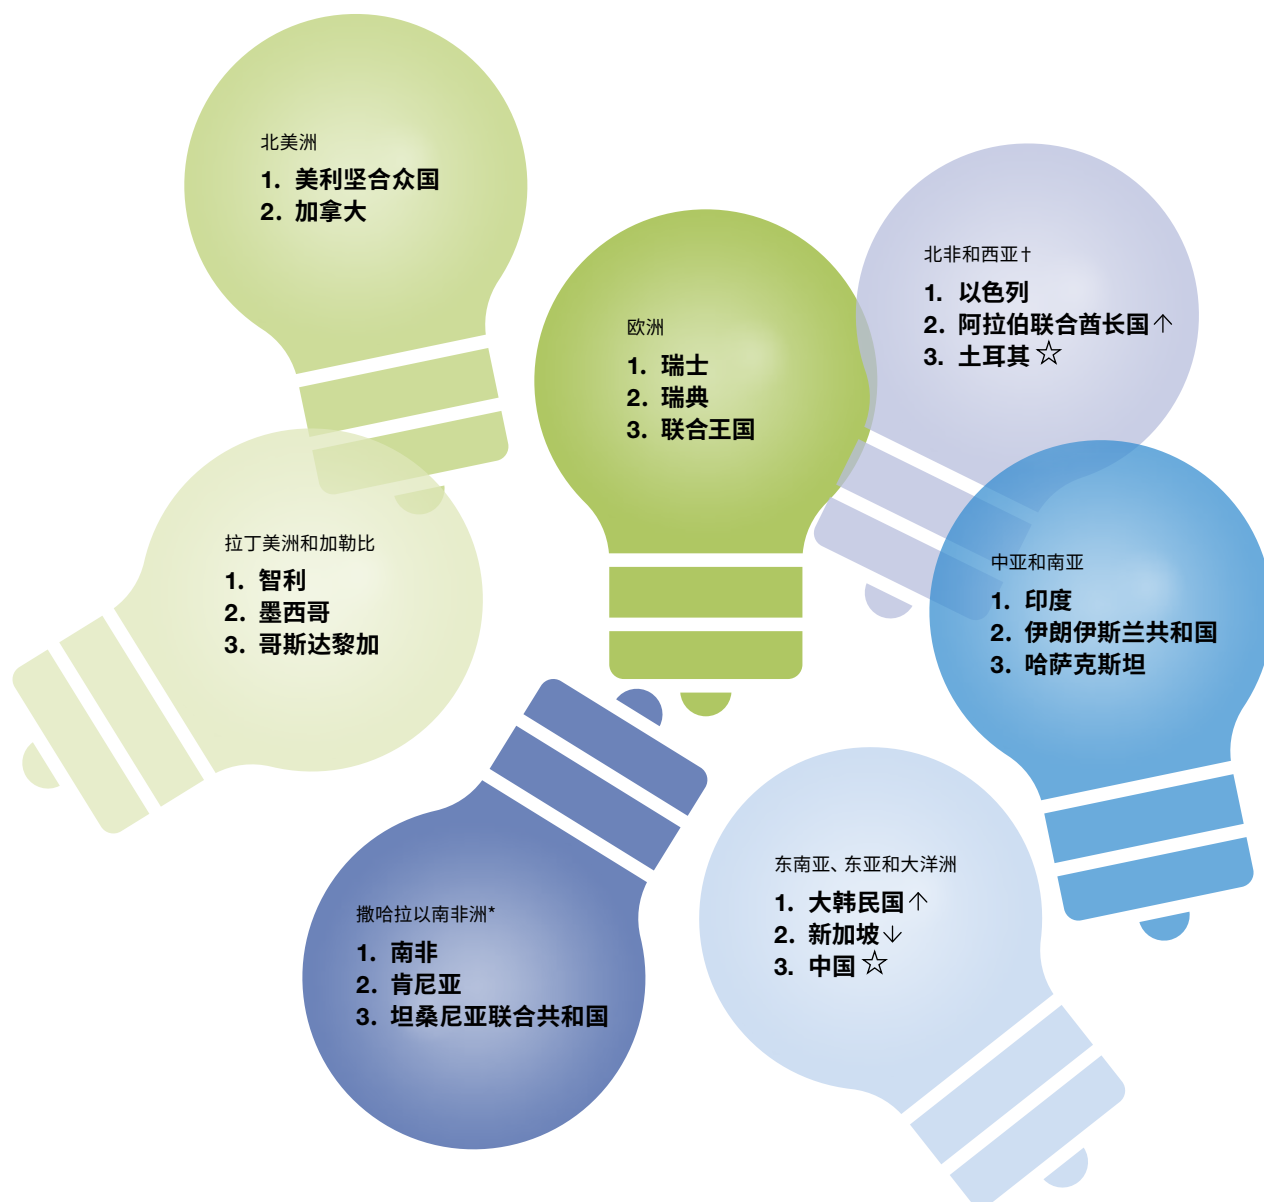 北美洲
1. 美利坚合众国
2. 加拿大
北非和西亚†
1. 以色列
2. 阿拉伯联合酋长国↑
3. 土耳其☆
欧洲
1. 瑞士
2. 瑞典
3. 联合王国
拉丁美洲和加勒比
1. 智利
2. 墨西哥
3. 哥斯达黎加
中亚和南亚
1. 印度
2. 伊朗伊斯兰共和国
3. 哈萨克斯坦
撒哈拉以南非洲*
1. 南非
2. 肯尼亚
3. 坦桑尼亚联合共和国
东南亚、东亚和大洋洲
1. 大韩民国↑
2. 新加坡↓
3. 中国☆